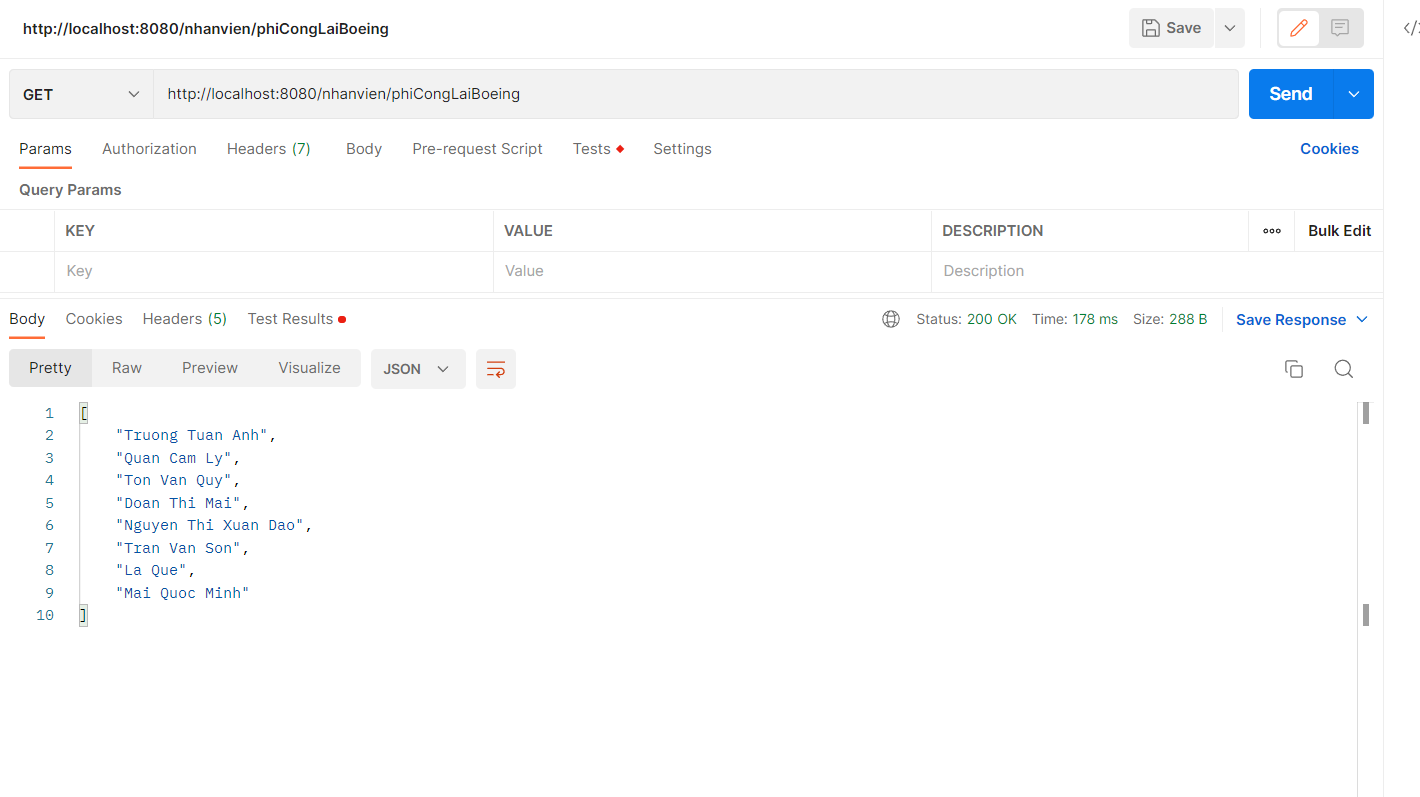 http://localhost:8080/nhanvien/phiCongLaiBoeing
Save
GET http://localhost:8080/nhanvien/phiCongLaiBoeing Send
Params Authorization Headers (7) Body Pre-request Script Tests Settings Cookies
Query Params
KEY VALUE DESCRIPTION ooo Bulk Edit
Key Value Description
Body Cookies Headers (5) Test Results Status: 200 OK Time: 178 ms Size: 288 B Save Response
Pretty Raw Preview Visualize JSON
1 [
2 "Truong Tuan Anh",
3 "Quan Cam Ly",
4 "Ton Van Quy",
5 "Doan Thi Mai",
6 "Nguyen Thi Xuan Dao",
7 "Tran Van Son",
8 "La Que",
9 "Mai Quoc Minh"
10 ]